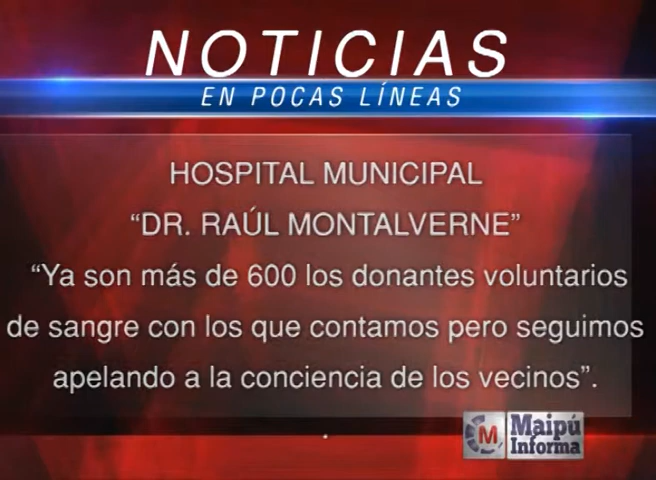 NOTICIAS
EN POCAS LÍNEAS
HOSPITAL MUNICIPAL
“DR. RAÚL MONTALVERNE”
“Ya son más de 600 los donantes voluntarios
de sangre con los que contamos pero seguimos
apelando a la conciencia de los vecinos”.
.
M Maipú
Informa